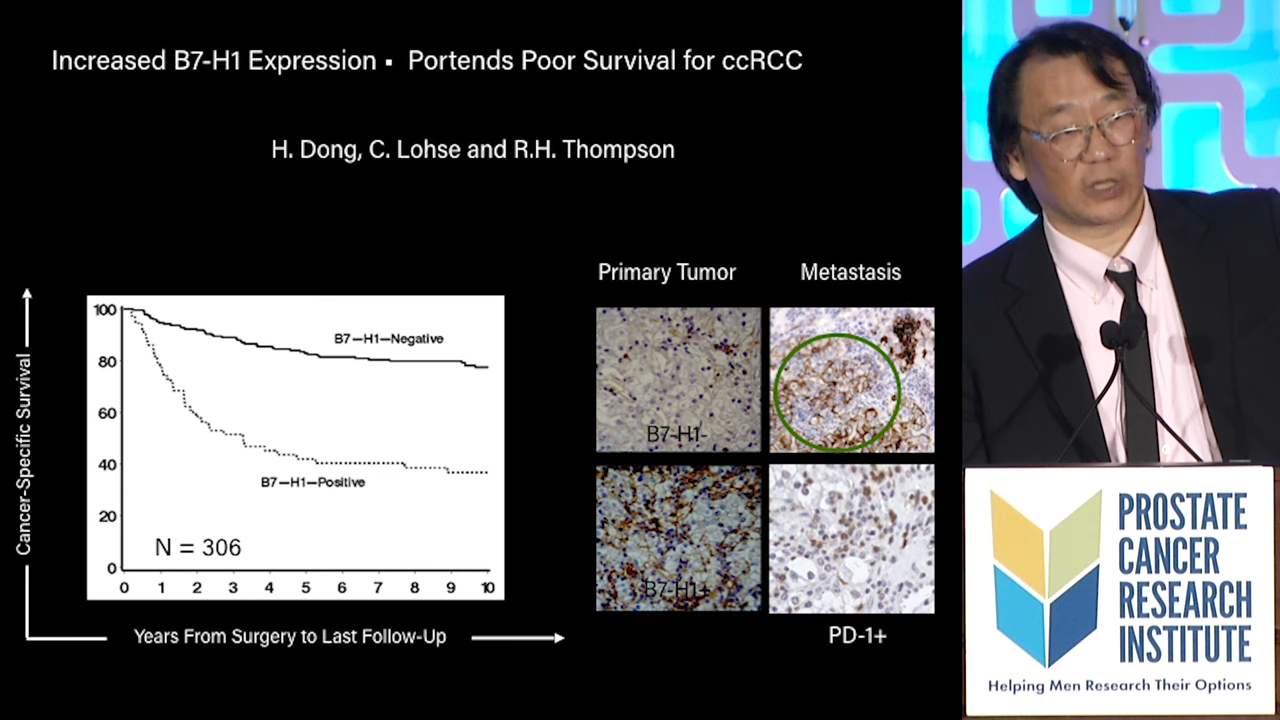 Increased B7-H1 Expression ▪ Portends Poor Survival for ccRCC
H. Dong, C. Lohse and R.H. Thompson
Cancer-Specific Survival
100
80
60
40
20
0
B7−H1−Negative
B7−H1−Positive
N = 306
0 1 2 3 4 5 6 7 8 9 10
Years From Surgery to Last Follow-Up
Primary Tumor
Metastasis
B7-H1-
B7-H1+
PD-1+
PROSTATE
CANCER
RESEARCH
INSTITUTE
Helping Men Research Their Options